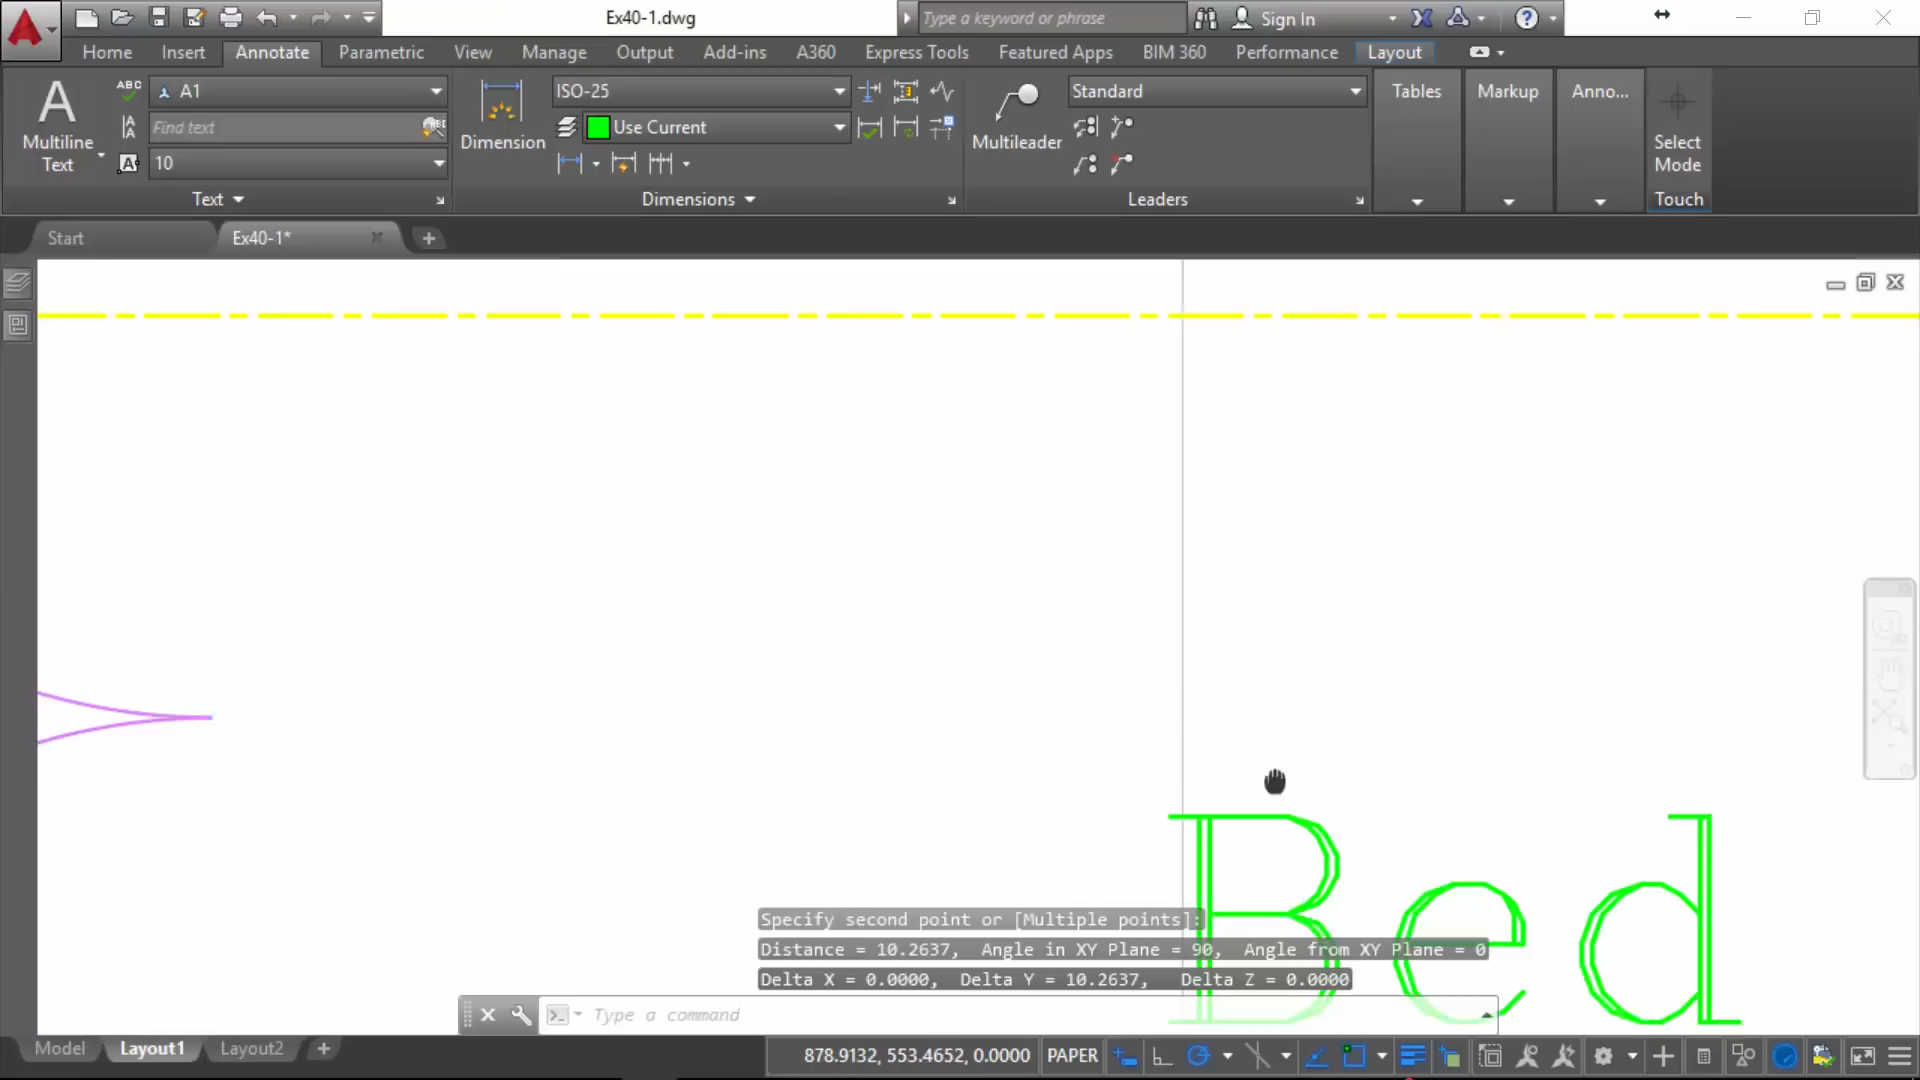 Ex40-1.dwg
Type a keyword or phrase
Sign In
Home Insert Annotate Parametric View Manage Output Add-ins A360 Express Tools Featured Apps BIM 360 Performance Layout
ABC
A1
ISO-25
Standard
Tables
Markup
Anno...
Find text
Use Current
Multiline Text
Dimension
Multileader
Select Mode
10
Text
Dimensions
Leaders
Touch
Start
Ex40-1*
Bed
Specify second point or [Multiple points]:
Distance = 10.2637, Angle in XY Plane = 90, Angle from XY Plane = 0
Delta X = 0.0000, Delta Y = 10.2637, Delta Z = 0.0000
Type a command
Model Layout1 Layout2
878.9132, 553.4652, 0.0000 PAPER